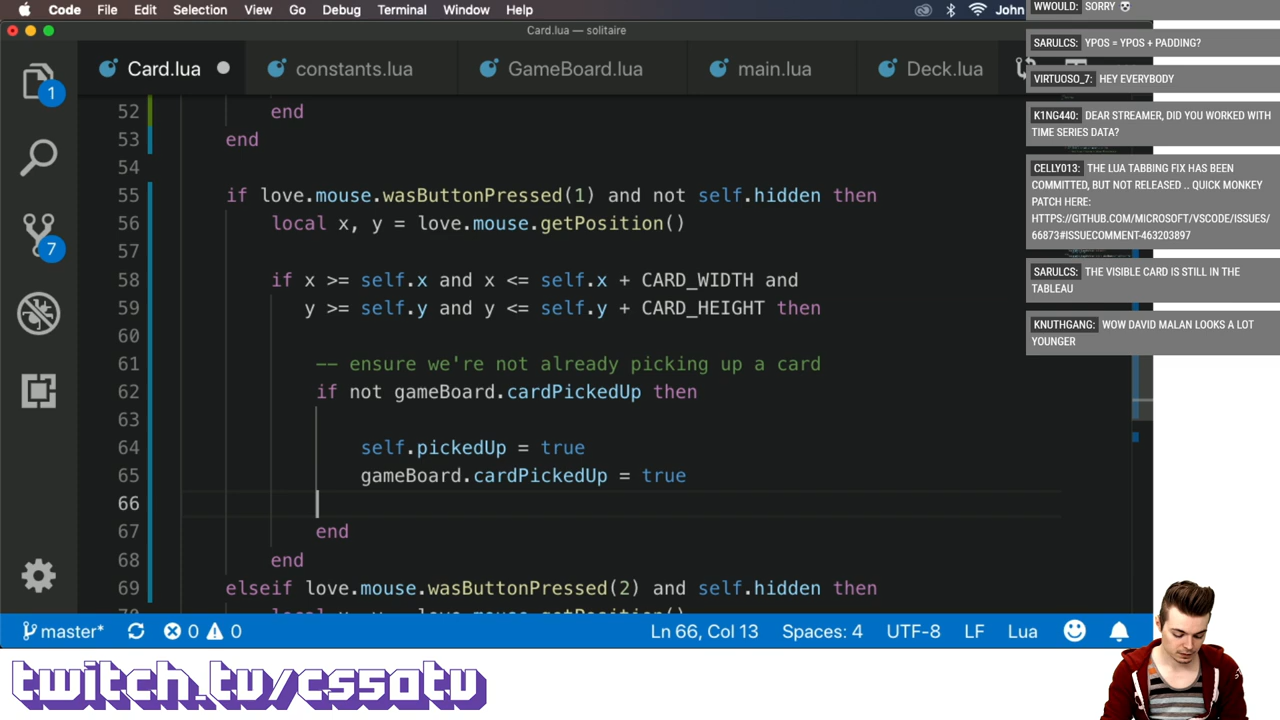 Code File Edit Selection View Go Debug Terminal Window Help John
Card.lua — solitaire
Card.lua constants.lua GameBoard.lua main.lua Deck.lua
1
7
52 end
53 end
54
55 if love.mouse.wasButtonPressed(1) and not self.hidden then
56 local x, y = love.mouse.getPosition()
57
58 if x >= self.x and x <= self.x + CARD_WIDTH and
59 y >= self.y and y <= self.y + CARD_HEIGHT then
60
61 -- ensure we're not already picking up a card
62 if not gameBoard.cardPickedUp then
63
64 self.pickedUp = true
65 gameBoard.cardPickedUp = true
66
67 end
68 end
69 elseif love.mouse.wasButtonPressed(2) and self.hidden then
70 local x, y = love.mouse.getPosition()
master* 0 0 Ln 66, Col 13 Spaces: 4 UTF-8 LF Lua
twitch.tv/cs50tv
WWOULD: SORRY
SARULCS: YPOS = YPOS + PADDING?
VIRTUOSO_7: HEY EVERYBODY
K1NG440: DEAR STREAMER, DID YOU WORKED WITH
TIME SERIES DATA?
CELLY013: THE LUA TABBING FIX HAS BEEN
COMMITTED, BUT NOT RELEASED .. QUICK MONKEY
PATCH HERE:
HTTPS://GITHUB.COM/MICROSOFT/VSCODE/ISSUES/
66873#ISSUECOMMENT-463203897
SARULCS: THE VISIBLE CARD IS STILL IN THE
TABLEAU
KNUTHGANG: WOW DAVID MALAN LOOKS A LOT
YOUNGER